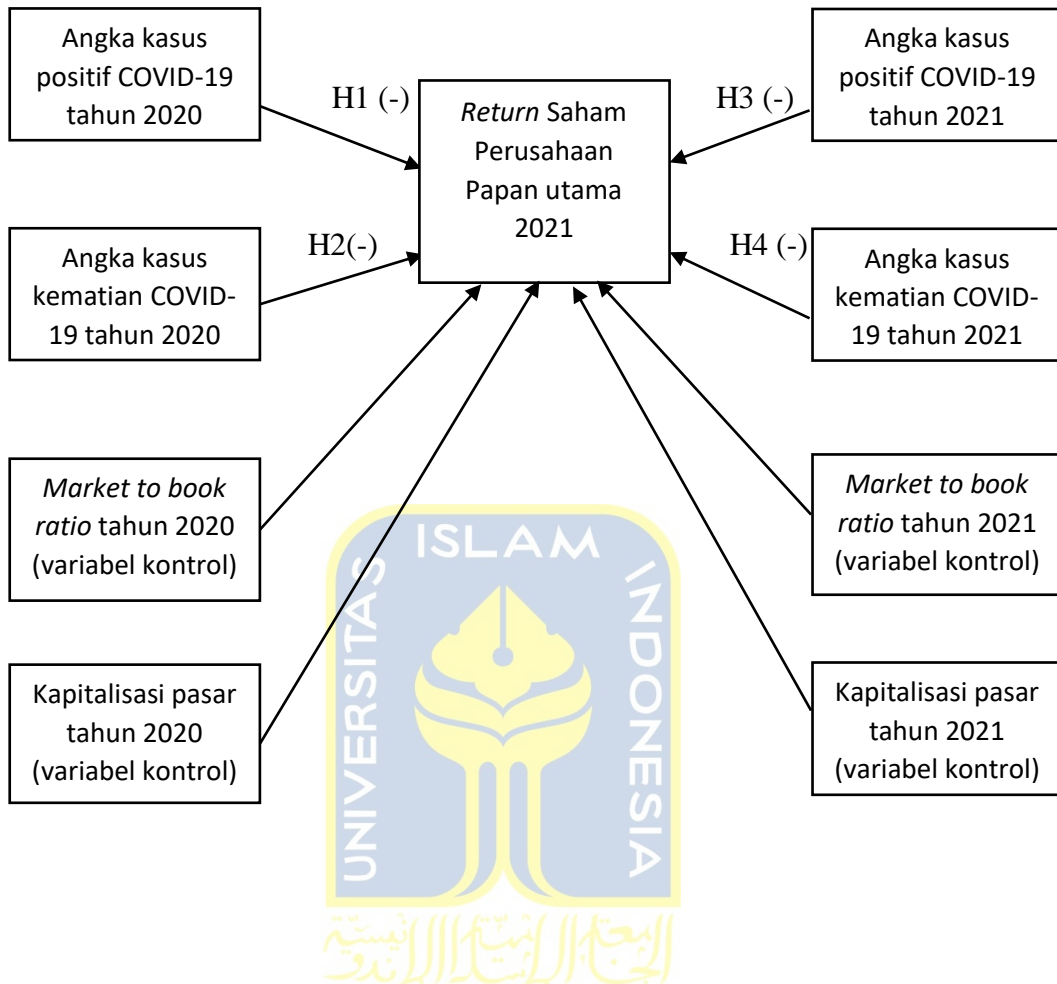 Angka kasus
positif COVID-19
tahun 2020
H1 (-)
Return Saham
Perusahaan
Papan utama
2021
H3 (-)
Angka kasus
positif COVID-19
tahun 2021
Angka kasus
kematian COVID-
19 tahun 2020
H2(-)
H4 (-)
Angka kasus
kematian COVID-
19 tahun 2021
Market to book
ratio tahun 2020
(variabel kontrol)
Market to book
ratio tahun 2021
(variabel kontrol)
Kapitalisasi pasar
tahun 2020
(variabel kontrol)
Kapitalisasi pasar
tahun 2021
(variabel kontrol)
UNIVERSITAS
ISLAM
INDONESIA